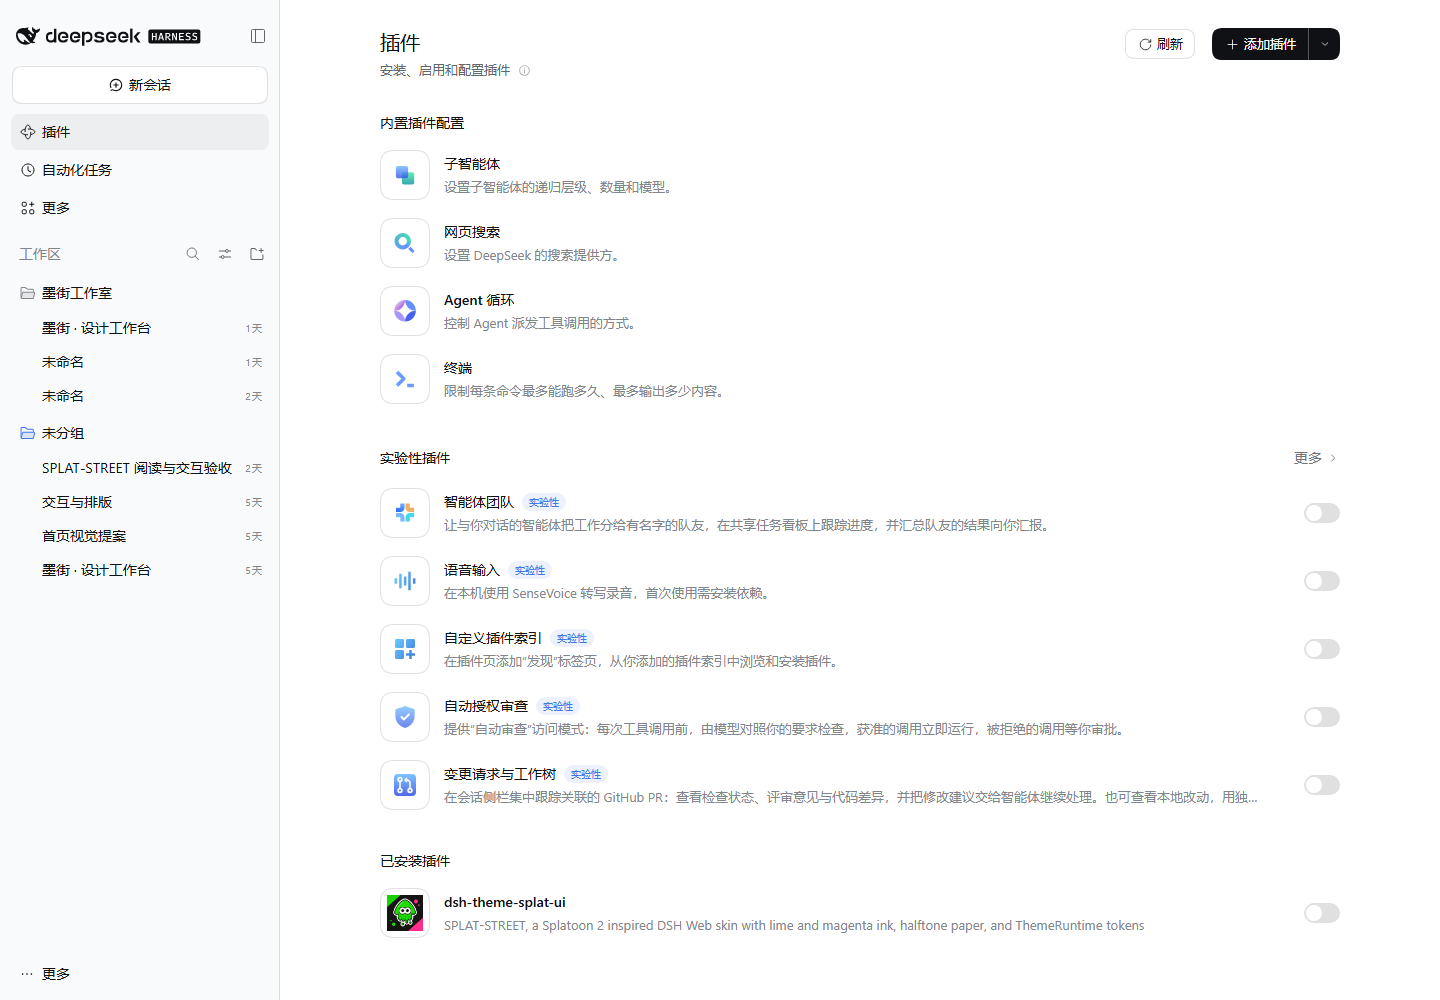 deepseek HARNESS
新会话
插件
自动化任务
更多
工作区
墨街工作室
墨街 · 设计工作台 1天
未命名 1天
未命名 2天
未分组
SPLAT-STREET 阅读与交互验收 2天
交互与排版 5天
首页视觉提案 5天
墨街 · 设计工作台 5天
更多
插件
安装、启用和配置插件
刷新
添加插件
内置插件配置
子智能体
设置子智能体的递归层级、数量和模型。
网页搜索
设置 DeepSeek 的搜索提供方。
Agent 循环
控制 Agent 派发工具调用的方式。
终端
限制每条命令最多能跑多久、最多输出多少内容。
实验性插件
更多
智能体团队 实验性
让与你对话的智能体把工作分给有名字的队友，在共享任务看板上跟踪进度，并汇总队友的结果向你汇报。
语音输入 实验性
在本机使用 SenseVoice 转写录音，首次使用需安装依赖。
自定义插件索引 实验性
在插件页添加“发现”标签页，从你添加的插件索引中浏览和安装插件。
自动授权审查 实验性
提供“自动审查”访问模式：每次工具调用前，由模型对照你的要求检查，获准的调用立即运行，被拒绝的调用等你审批。
变更请求与工作树 实验性
在会话侧栏集中跟踪关联的 GitHub PR：查看检查状态、评审意见与代码差异，并把修改建议交给智能体继续处理。也可查看本地改动，用独...
已安装插件
dsh-theme-splat-ui
SPLAT-STREET, a Splatoon 2 inspired DSH Web skin with lime and magenta ink, halftone paper, and ThemeRuntime tokens